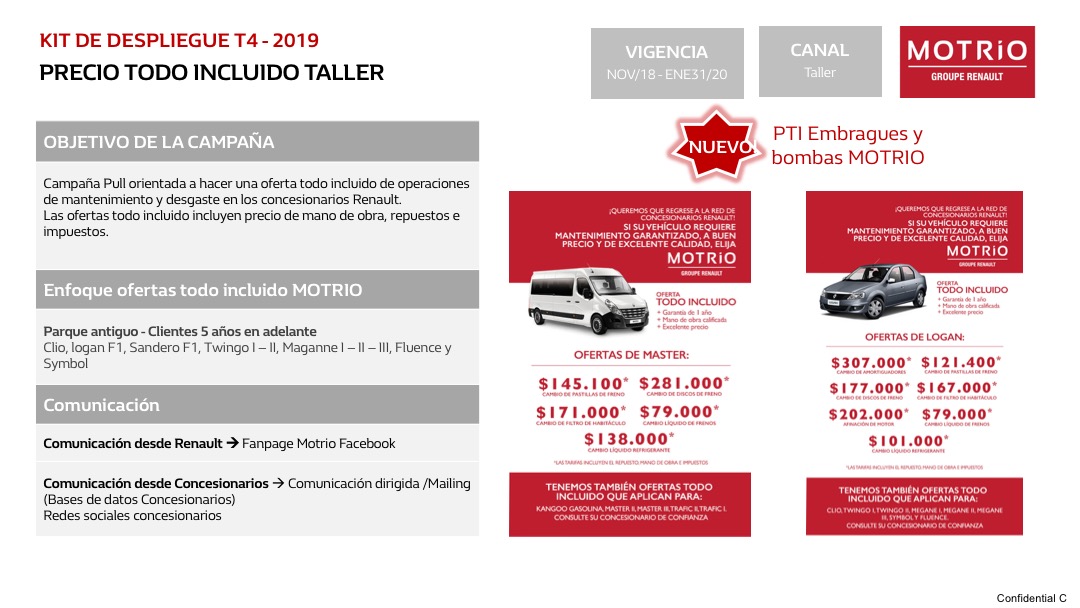 KIT DE DESPLIEGUE T4 - 2019
PRECIO TODO INCLUIDO TALLER
VIGENCIA
NOV/18 - ENE31/20
CANAL
Taller
MOTRiO
GROUPE RENAULT
OBJETIVO DE LA CAMPAÑA
Campaña Pull orientada a hacer una oferta todo incluido de operaciones
de mantenimiento y desgaste en los concesionarios Renault.
Las ofertas todo incluido incluyen precio de mano de obra, repuestos e
impuestos.
Enfoque ofertas todo incluido MOTRIO
Parque antiguo - Clientes 5 años en adelante
Clio, logan F1, Sandero F1, Twingo I – II, Maganne I – II – III, Fluence y
Symbol
Comunicación
Comunicación desde Renault → Fanpage Motrio Facebook
Comunicación desde Concesionarios → Comunicación dirigida /Mailing
(Bases de datos Concesionarios)
Redes sociales concesionarios
NUEVO
PTI Embragues y
bombas MOTRIO
¡QUEREMOS QUE REGRESE A LA RED DE
CONCESIONARIOS RENAULT!
SI SU VEHÍCULO REQUIERE
MANTENIMIENTO GARANTIZADO, A BUEN
PRECIO Y DE EXCELENTE CALIDAD, ELIJA
MOTRiO
GROUPE RENAULT
OFERTA
TODO INCLUIDO
+ Garantía de 1 año
+ Mano de obra calificada
+ Excelente precio
OFERTAS DE MASTER:
$145.100* $281.000*
CAMBIO DE PASTILLAS DE FRENO CAMBIO DE DISCOS DE FRENO
$171.000* $79.000*
CAMBIO DE FILTRO DE HABITÁCULO CAMBIO LÍQUIDO DE FRENOS
$138.000*
CAMBIO LÍQUIDO REFRIGERANTE
*LAS TARIFAS INCLUYEN EL REPUESTO, MANO DE OBRA E IMPUESTOS
TENEMOS TAMBIÉN OFERTAS TODO
INCLUIDO QUE APLICAN PARA:
KANGOO GASOLINA, MASTER II, MASTER III, TRAFIC II, TRAFIC I.
CONSULTE SU CONCESIONARIO DE CONFIANZA
¡QUEREMOS QUE REGRESE A LA RED DE
CONCESIONARIOS RENAULT!
SI SU VEHÍCULO REQUIERE
MANTENIMIENTO GARANTIZADO, A BUEN
PRECIO Y DE EXCELENTE CALIDAD, ELIJA
MOTRiO
GROUPE RENAULT
OFERTA
TODO INCLUIDO
+ Garantía de 1 año
+ Mano de obra calificada
+ Excelente precio
OFERTAS DE LOGAN:
$307.000* $121.400*
CAMBIO DE AMORTIGUADORES CAMBIO DE PASTILLAS DE FRENO
$177.000* $167.000*
CAMBIO DE DISCOS DE FRENO CAMBIO DE FILTRO DE HABITÁCULO
$202.000* $79.000*
AFINACIÓN DE MOTOR CAMBIO LÍQUIDO DE FRENOS
$101.000*
CAMBIO LÍQUIDO REFRIGERANTE
*LAS TARIFAS INCLUYEN EL REPUESTO, MANO DE OBRA E IMPUESTOS
TENEMOS TAMBIÉN OFERTAS TODO
INCLUIDO QUE APLICAN PARA:
CLIO, TWINGO I, TWINGO II, MEGANE I, MEGANE II, MEGANE
III, SYMBOL Y FLUENCE.
CONSULTE SU CONCESIONARIO DE CONFIANZA
Confidential C